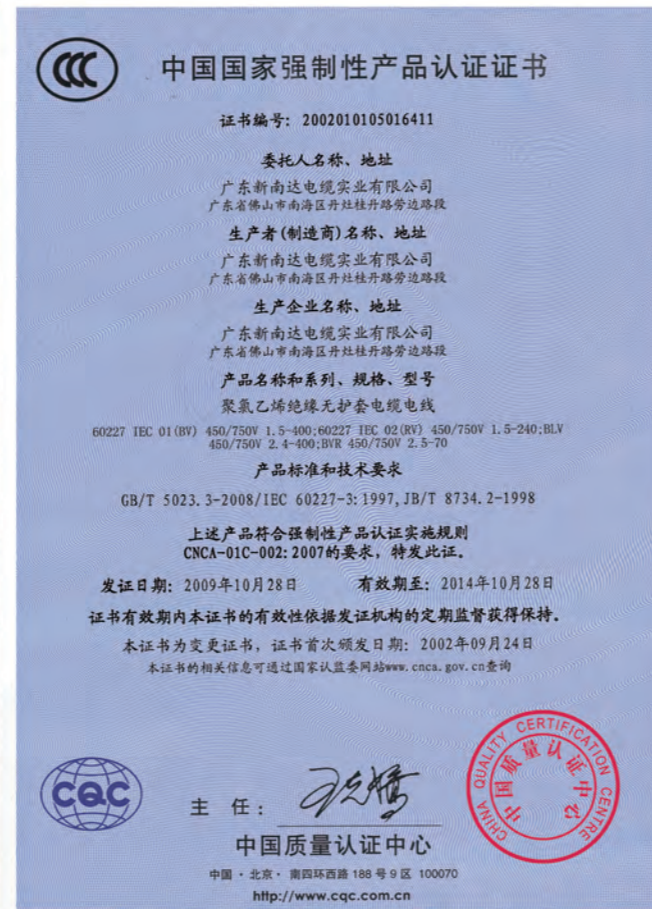 CCC
中国国家强制性产品认证证书
证书编号：2002010105016411
委托人名称、地址
广东新南达电缆实业有限公司
广东省佛山市南海区丹灶桂丹路劳边路段
生产者(制造商)名称、地址
广东新南达电缆实业有限公司
广东省佛山市南海区丹灶桂丹路劳边路段
生产企业名称、地址
广东新南达电缆实业有限公司
广东省佛山市南海区丹灶桂丹路劳边路段
产品名称和系列、规格、型号
聚氯乙烯绝缘无护套电缆电线
60227 IEC 01(BV) 450/750V 1.5-400;60227 IEC 02(RV) 450/750V 1.5-240;BLV
450/750V 2.4-400;BVR 450/750V 2.5-70
产品标准和技术要求
GB/T 5023.3-2008/IEC 60227-3:1997,JB/T 8734.2-1998
上述产品符合强制性产品认证实施规则
CNCA-01C-002:2007的要求，特发此证。
发证日期：2009年10月28日 有效期至：2014年10月28日
证书有效期内本证书的有效性依据发证机构的定期监督获得保持。
本证书为变更证书，证书首次颁发日期：2002年09月24日
本证书的相关信息可通过国家认监委网站www.cnca.gov.cn查询
CQC
主 任：
CHINA QUALITY CERTIFICATION CENTRE
中国质量认证中心
中国质量认证中心
中国·北京·南四环西路188号9区 100070
http://www.cqc.com.cn